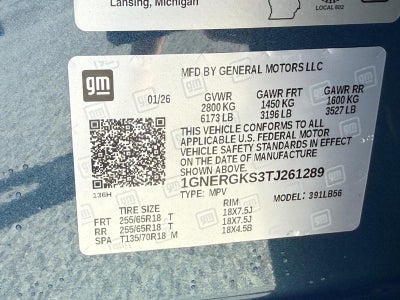 Lansing, Michigan
LOCAL 602
gm
MFD BY GENERAL MOTORS LLC
01/26 GVWR GAWR FRT GAWR RR
2800 KG 1450 KG 1600 KG
6173 LB 3196 LB 3527 LB
THIS VEHICLE CONFORMS TO ALL
APPLICABLE U.S. FEDERAL MOTOR
VEHICLE SAFETY STANDARDS IN EFFECT
ON THE DATE OF MANUFACTURE
1GNERGKS3TJ261289
136H TYPE: MPV MODEL: 391LB56
TIRE SIZE RIM
FRT 255/65R18 T 18X7.5J
RR 255/65R18 T 18X7.5J
SPA T135/70R18 M 18X4.5B